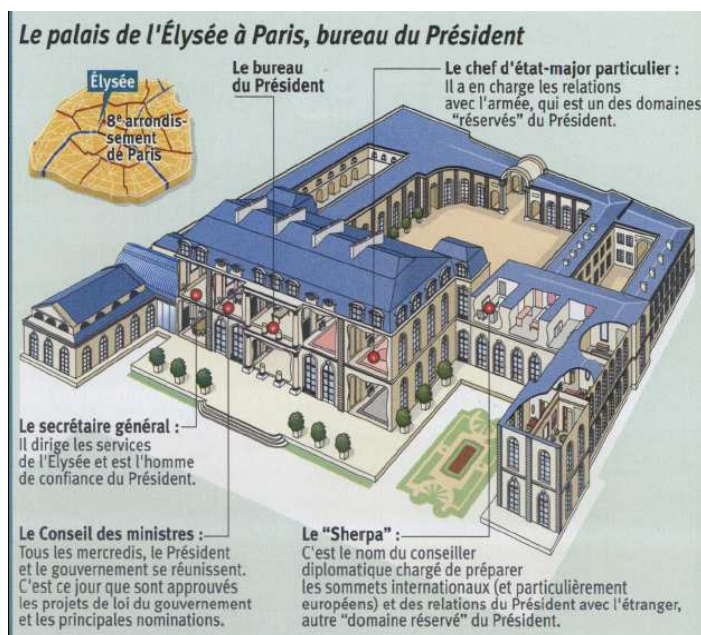 Le palais de l'Élysée à Paris, bureau du Président
Élysée
8e arrondis-
sement
de Paris
Le bureau
du Président
Le chef d'état-major particulier :
Il a en charge les relations
avec l'armée, qui est un des domaines
"réservés" du Président.
Le secrétaire général :
Il dirige les services
de l'Elysée et est l'homme
de confiance du Président.
Le Conseil des ministres :
Tous les mercredis, le Président
et le gouvernement se réunissent.
C'est ce jour que sont approuvés
les projets de loi du gouvernement
et les principales nominations.
Le "Sherpa" :
C'est le nom du conseiller
diplomatique chargé de préparer
les sommets internationaux (et particulièrement
européens) et des relations du Président avec l'étranger,
autre "domaine réservé" du Président.